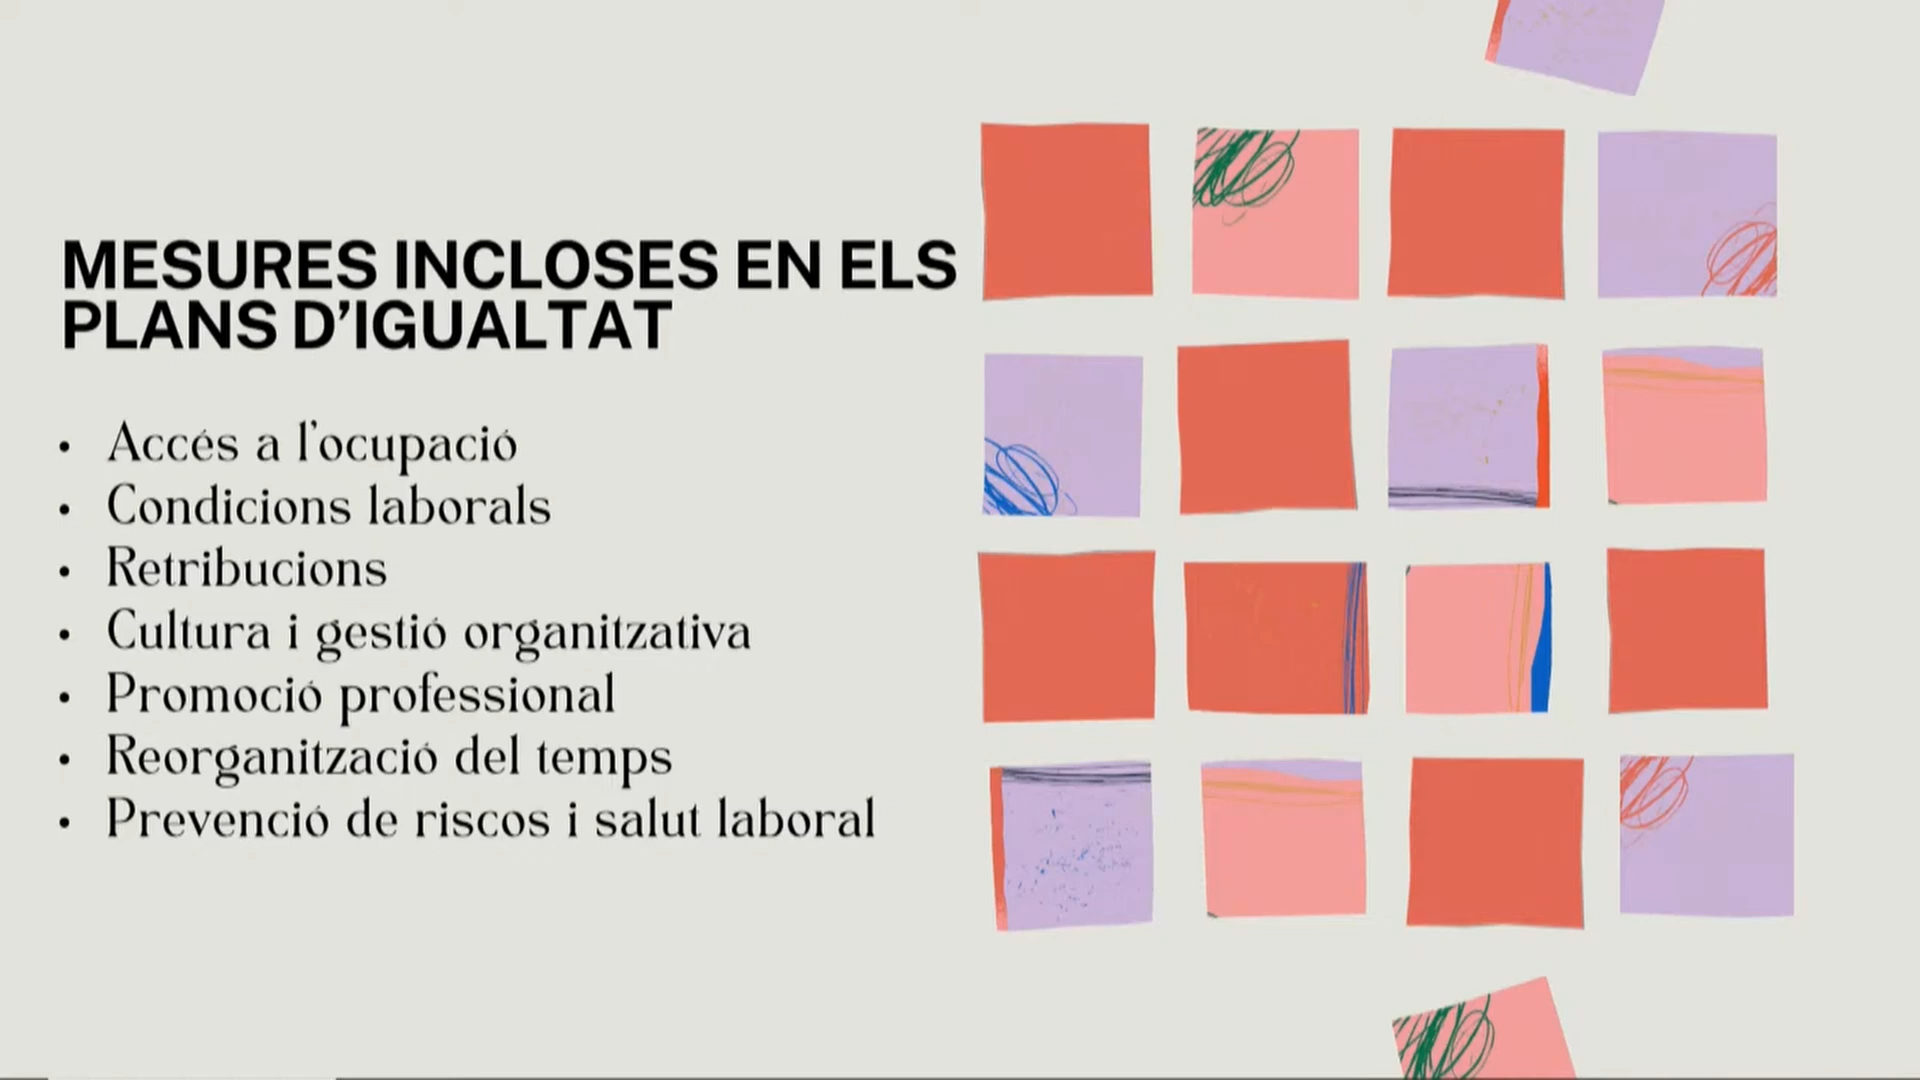 MESURES INCLOSES EN ELS
PLANS D’IGUALTAT
• Accés a l’ocupació
• Condicions laborals
• Retribucions
• Cultura i gestió organitzativa
• Promoció professional
• Reorganització del temps
• Prevenció de riscos i salut laboral